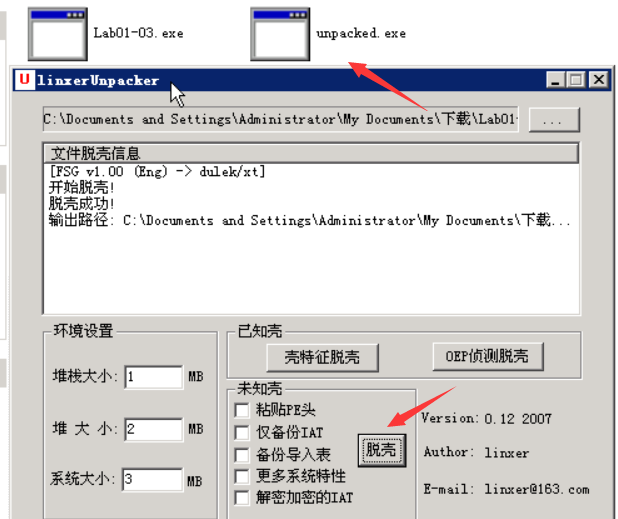 Lab01-03.exe
unpacked.exe
U linxerUnpacker
C:\Documents and Settings\Administrator\My Documents\下载\Lab01-
...
文件脱壳信息
[FSG v1.00 (Eng) -> dulek/xt]
开始脱壳!
脱壳成功!
输出路径: C:\Documents and Settings\Administrator\My Documents\下载...
环境设置
堆栈大小: 1 MB
堆 大 小: 2 MB
系统大小: 3 MB
已知壳
壳特征脱壳
OEP侦测脱壳
未知壳
粘贴PE头
仅备份IAT
备份导入表
更多系统特性
解密加密的IAT
脱壳
Version: 0.12 2007
Author: linxer
E-mail: linxer@163.com